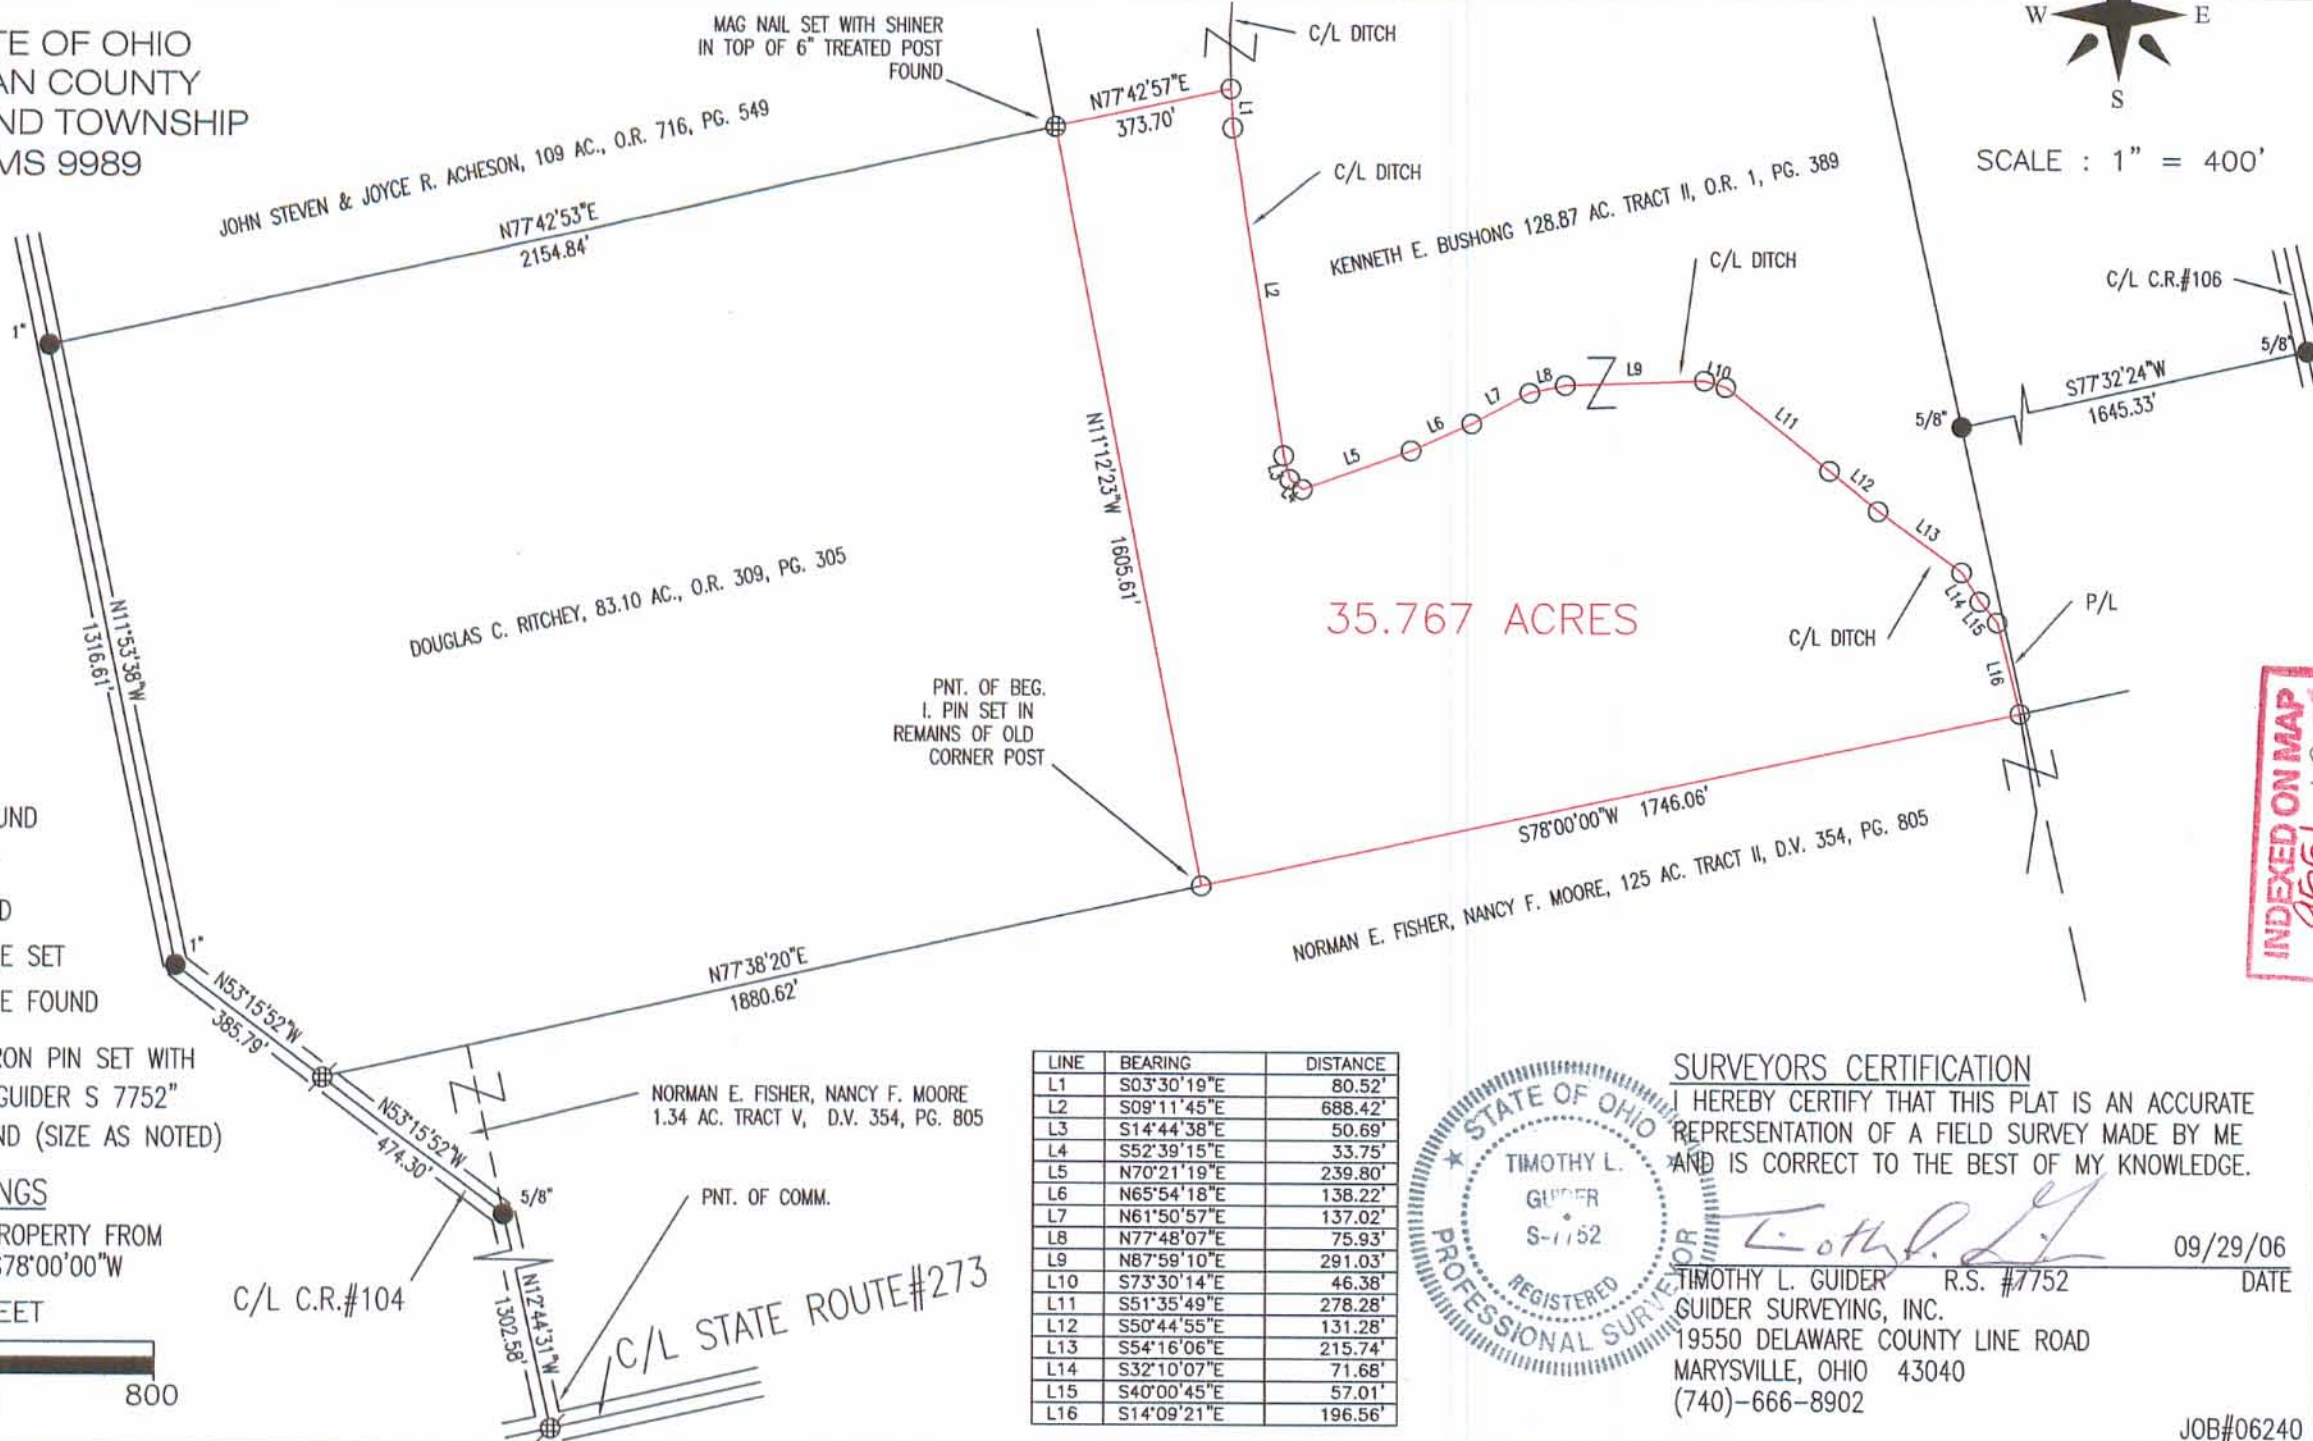 TE OF OHIO
AN COUNTY
ND TOWNSHIP
MS 9989
MAG NAIL SET WITH SHINER
IN TOP OF 6" TREATED POST
FOUND
C/L DITCH
W
E
S
SCALE : 1" = 400'
N77°42'57"E
373.70'
L1
JOHN STEVEN & JOYCE R. ACHESON, 109 AC., O.R. 716, PG. 549
N77°42'53"E
2154.84'
C/L DITCH
KENNETH E. BUSHONG 128.87 AC. TRACT II, O.R. 1, PG. 389
L2
C/L DITCH
C/L C.R.#106
5/8"
S77°32'24"W
1645.33'
5/8"
1"
L3
L4
L5
L6
L7
L8
L9
L10
L11
L12
L13
L14
L15
L16
N11°12'23"W 1605.61'
N11°53'38"W
1316.61'
DOUGLAS C. RITCHEY, 83.10 AC., O.R. 309, PG. 305
35.767 ACRES
C/L DITCH
P/L
PNT. OF BEG.
I. PIN SET IN
REMAINS OF OLD
CORNER POST
INDEXED ON MAP
S78°00'00"W 1746.06'
NORMAN E. FISHER, NANCY F. MOORE, 125 AC. TRACT II, D.V. 354, PG. 805
1"
N53°15'52"W
385.79'
N77°38'20"E
1880.62'
N53°15'52"W
474.30'
NORMAN E. FISHER, NANCY F. MOORE
1.34 AC. TRACT V, D.V. 354, PG. 805
5/8"
PNT. OF COMM.
C/L C.R.#104
N12°44'31"W
1302.58'
C/L STATE ROUTE#273
UND
D
E SET
E FOUND
RON PIN SET WITH
GUIDER S 7752"
ND (SIZE AS NOTED)
NGS
ROPERTY FROM
S78°00'00"W
EET
800
LINE BEARING DISTANCE
L1 S03°30'19"E 80.52'
L2 S09°11'45"E 688.42'
L3 S14°44'38"E 50.69'
L4 S52°39'15"E 33.75'
L5 N70°21'19"E 239.80'
L6 N65°54'18"E 138.22'
L7 N61°50'57"E 137.02'
L8 N77°48'07"E 75.93'
L9 N87°59'10"E 291.03'
L10 S73°30'14"E 46.38'
L11 S51°35'49"E 278.28'
L12 S50°44'55"E 131.28'
L13 S54°16'06"E 215.74'
L14 S32°10'07"E 71.68'
L15 S40°00'45"E 57.01'
L16 S14°09'21"E 196.56'
STATE OF OHIO
TIMOTHY L.
GUIDER
S-7752
REGISTERED
PROFESSIONAL SURVEYOR
SURVEYORS CERTIFICATION
I HEREBY CERTIFY THAT THIS PLAT IS AN ACCURATE
REPRESENTATION OF A FIELD SURVEY MADE BY ME
AND IS CORRECT TO THE BEST OF MY KNOWLEDGE.
09/29/06
TIMOTHY L. GUIDER R.S. #7752 DATE
GUIDER SURVEYING, INC.
19550 DELAWARE COUNTY LINE ROAD
MARYSVILLE, OHIO 43040
(740)-666-8902
JOB#06240